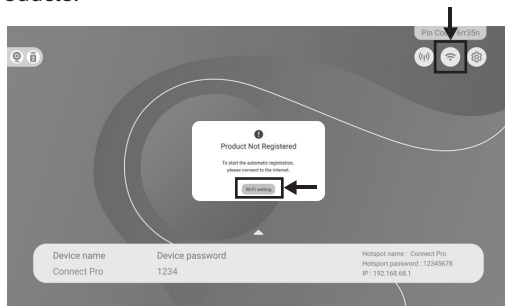 Pin Code 6rr35n
Product Not Registered
To start the automatic registration,
please connect to the internet.
Wi-Fi setting
Device name
Connect Pro
Device password
1234
Hotspot name : Connect Pro
Hotsport password : 12345678
IP : 192.168.68.1